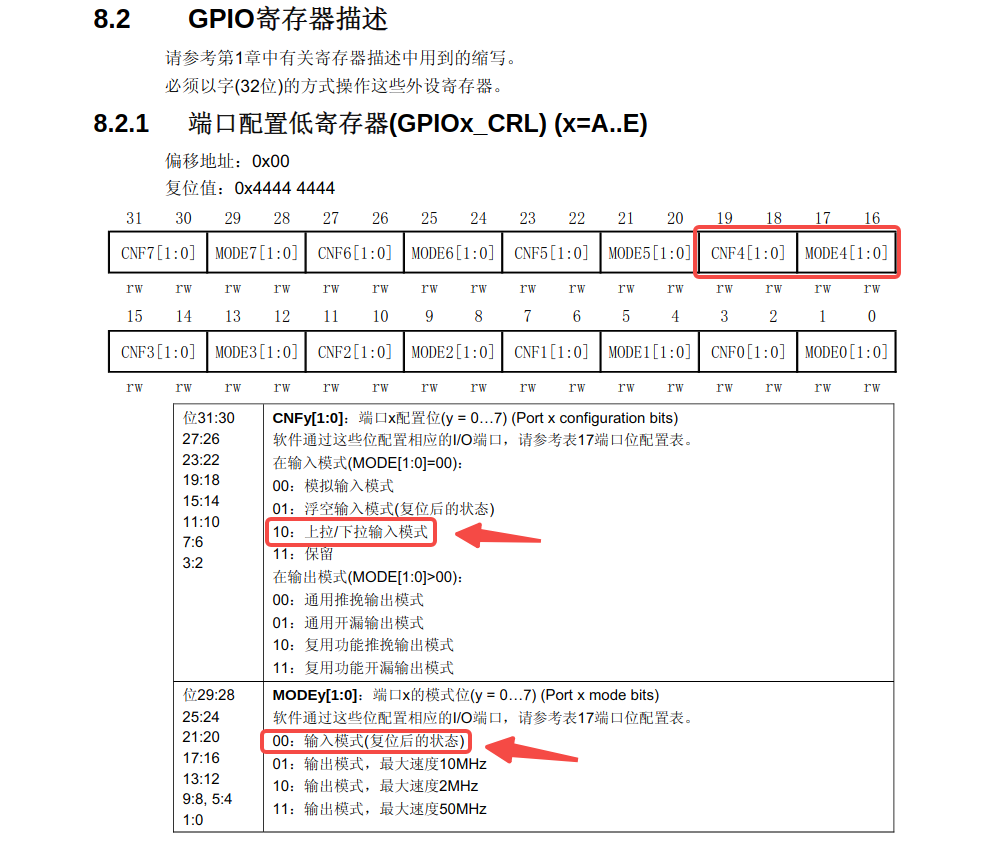 8.2 GPIO寄存器描述
请参考第1章中有关寄存器描述中用到的缩写。
必须以字(32位)的方式操作这些外设寄存器。
8.2.1 端口配置低寄存器(GPIOx_CRL) (x=A..E)
偏移地址：0x00
复位值：0x4444 4444
31 30 29 28 27 26 25 24 23 22 21 20 19 18 17 16
CNF7[1:0] MODE7[1:0] CNF6[1:0] MODE6[1:0] CNF5[1:0] MODE5[1:0] CNF4[1:0] MODE4[1:0]
rw rw rw rw rw rw rw rw rw rw rw rw rw rw rw rw
15 14 13 12 11 10 9 8 7 6 5 4 3 2 1 0
CNF3[1:0] MODE3[1:0] CNF2[1:0] MODE2[1:0] CNF1[1:0] MODE1[1:0] CNF0[1:0] MODE0[1:0]
rw rw rw rw rw rw rw rw rw rw rw rw rw rw rw rw
位31:30
27:26
23:22
19:18
15:14
11:10
7:6
3:2
CNFy[1:0]：端口x配置位(y = 0…7) (Port x configuration bits)
软件通过这些位配置相应的I/O端口，请参考表17端口位配置表。
在输入模式(MODE[1:0]=00)：
00：模拟输入模式
01：浮空输入模式(复位后的状态)
10：上拉/下拉输入模式
11：保留
在输出模式(MODE[1:0]>00)：
00：通用推挽输出模式
01：通用开漏输出模式
10：复用功能推挽输出模式
11：复用功能开漏输出模式
位29:28
25:24
21:20
17:16
13:12
9:8, 5:4
1:0
MODEy[1:0]：端口x的模式位(y = 0…7) (Port x mode bits)
软件通过这些位配置相应的I/O端口，请参考表17端口位配置表。
00：输入模式(复位后的状态)
01：输出模式，最大速度10MHz
10：输出模式，最大速度2MHz
11：输出模式，最大速度50MHz